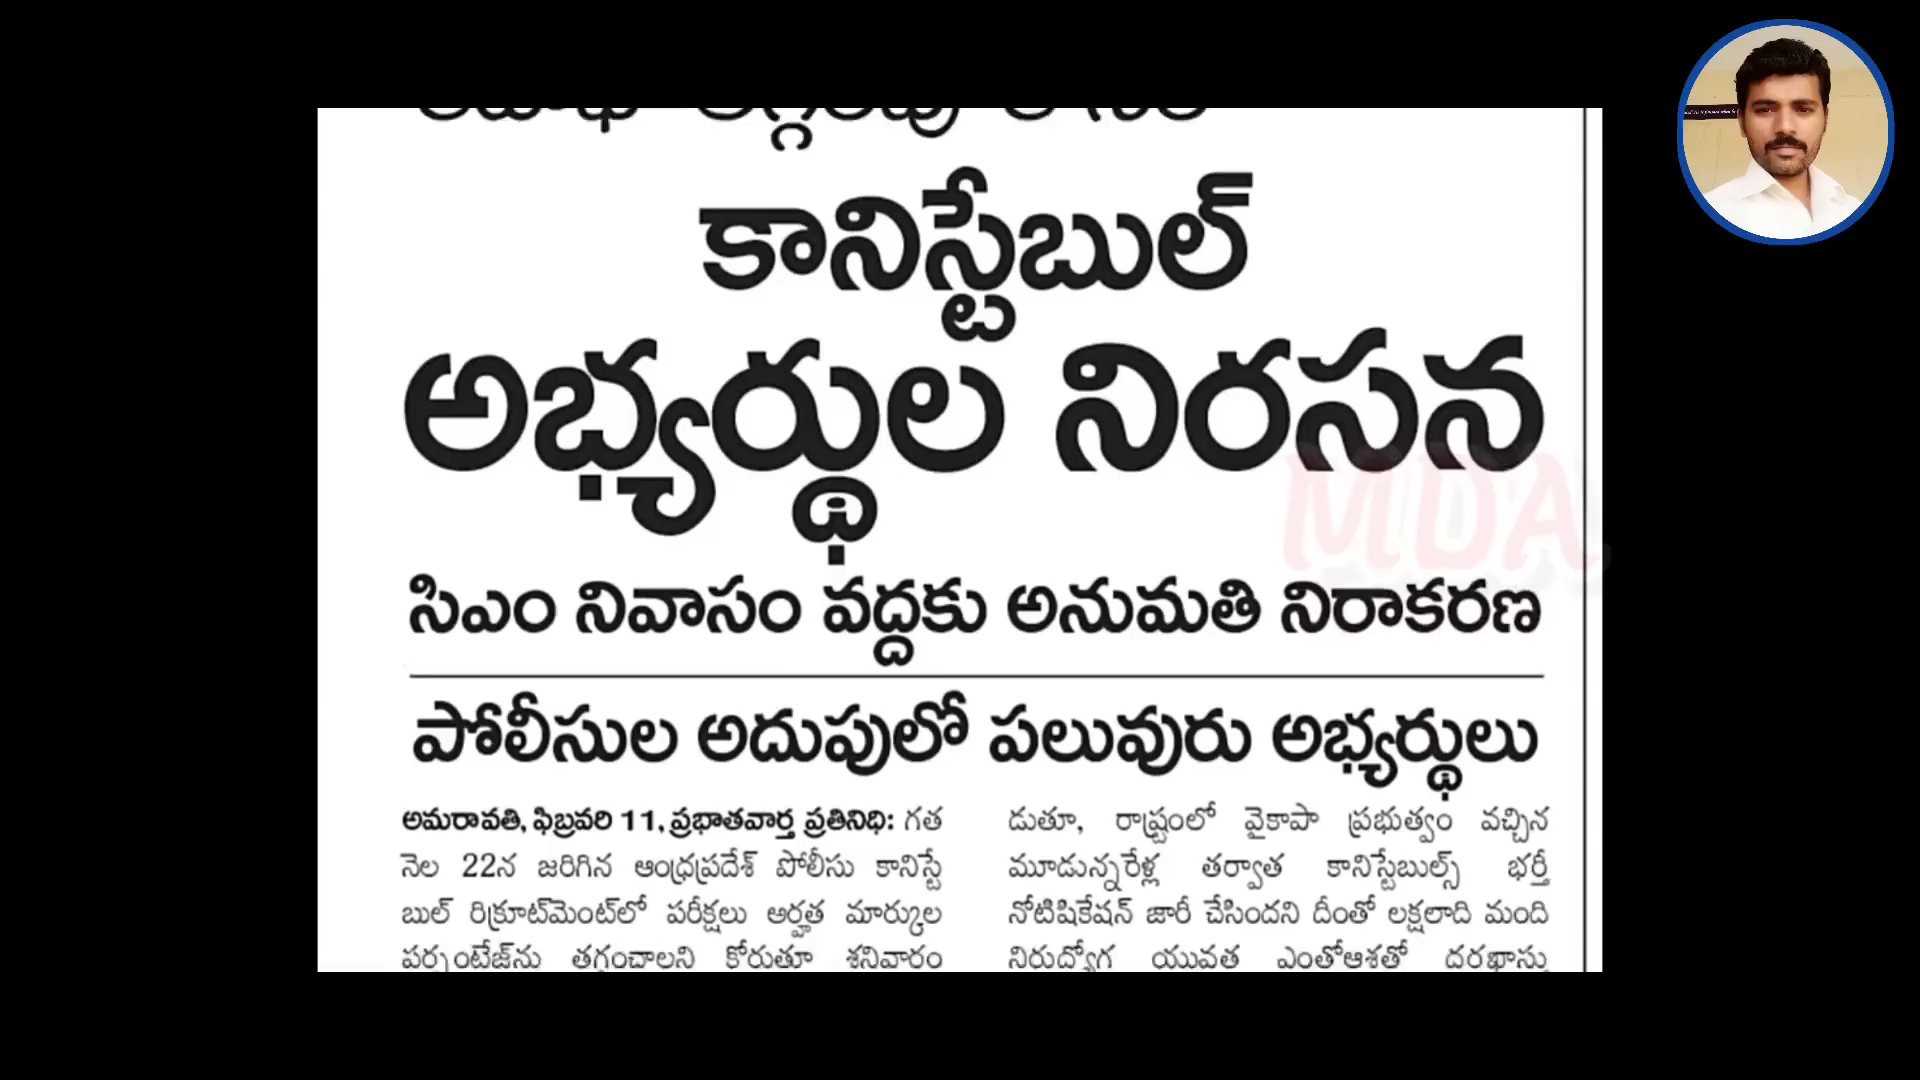 కానిస్టేబుల్
అభ్యర్థుల నిరసన
సిఎం నివాసం వద్దకు అనుమతి నిరాకరణ
పోలీసుల అదుపులో పలువురు అభ్యర్థులు
అమరావతి, ఫిబ్రవరి 11, ప్రభాతవార్త ప్రతినిధి: గత
నెల 22న జరిగిన ఆంధ్రప్రదేశ్ పోలీసు కానిస్టే
బుల్ రిక్రూట్‌మెంట్‌లో పరీక్షలు అర్హత మార్కుల
పర్సంటేజ్‌ను తగ్గించాలని కోరుతూ శనివారం
డుతూ, రాష్ట్రంలో వైకాపా ప్రభుత్వం వచ్చిన
మూడున్నరేళ్ల తర్వాత కానిస్టేబుల్స్ భర్తీ
నోటిషికేషన్ జారీ చేసిందని దీంతో లక్షలాది మంది
నిరుద్యోగ యువత ఎంతోఆశతో దరఖాస్తు
MDA